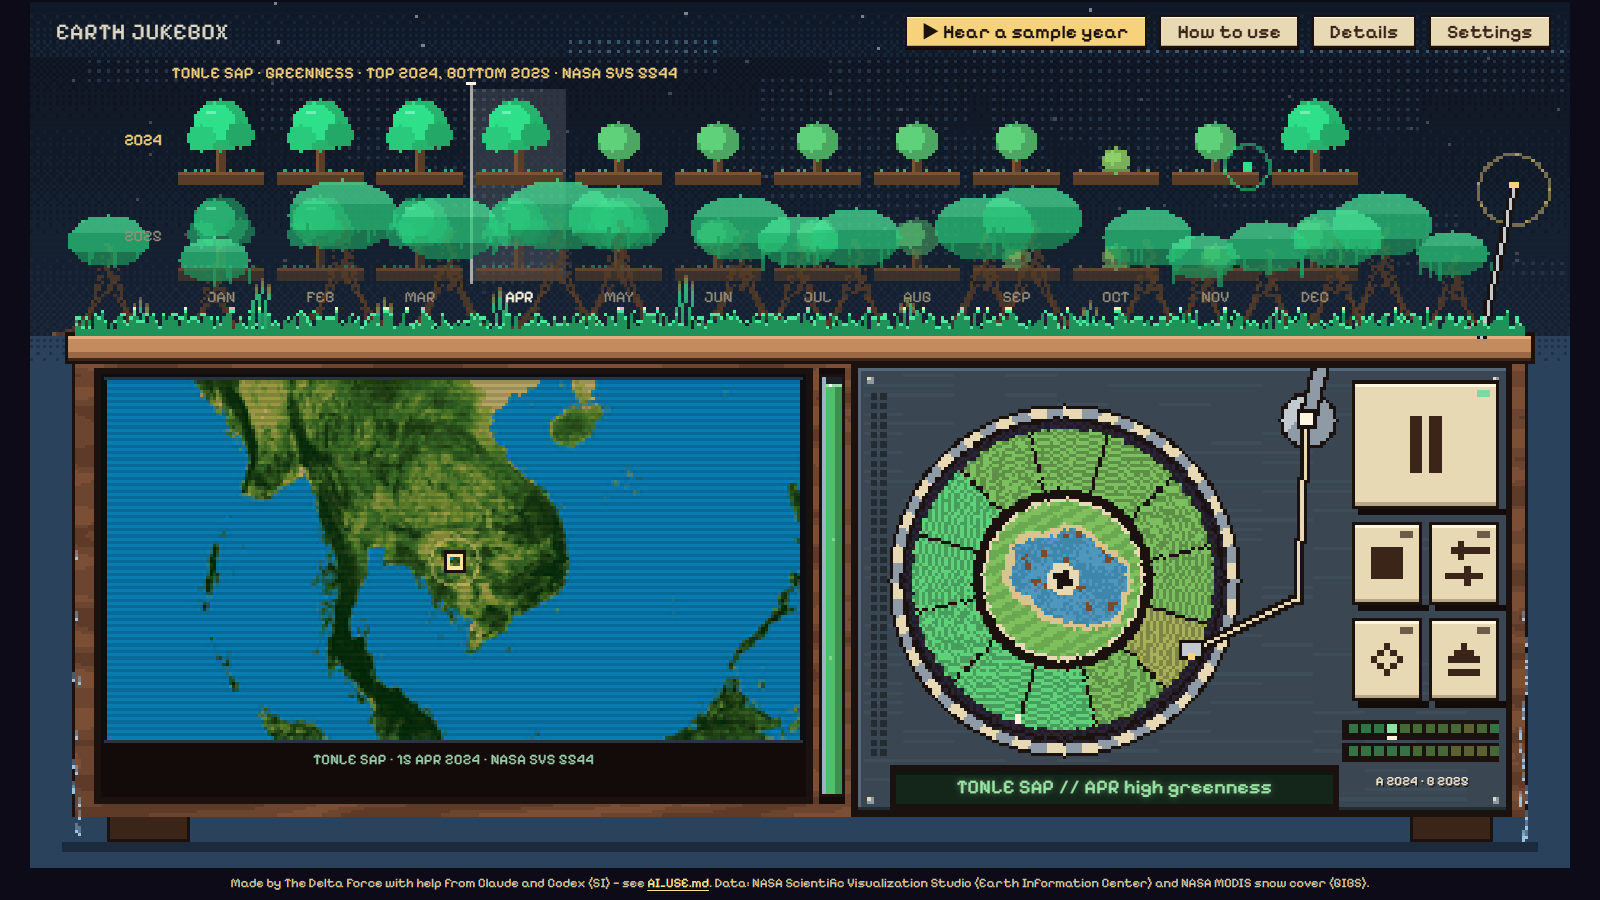 EARTH JUKEBOX
▶ Hear a sample year
How to use
Details
Settings
TONLE SAP · GREENNESS · TOP 2024, BOTTOM 2025 · NASA SVS 5544
2024
2025
JAN FEB MAR APR MAY JUN JUL AUG SEP OCT NOV DEC
TONLE SAP · 15 APR 2024 · NASA SVS 5544
TONLE SAP // APR high greenness
A 2024 · B 2025
Made by The Delta Force with help from Claude and Codex (SI) – see AI_USE.md. Data: NASA Scientific Visualization Studio (Earth Information Center) and NASA MODIS snow cover (GIBS).